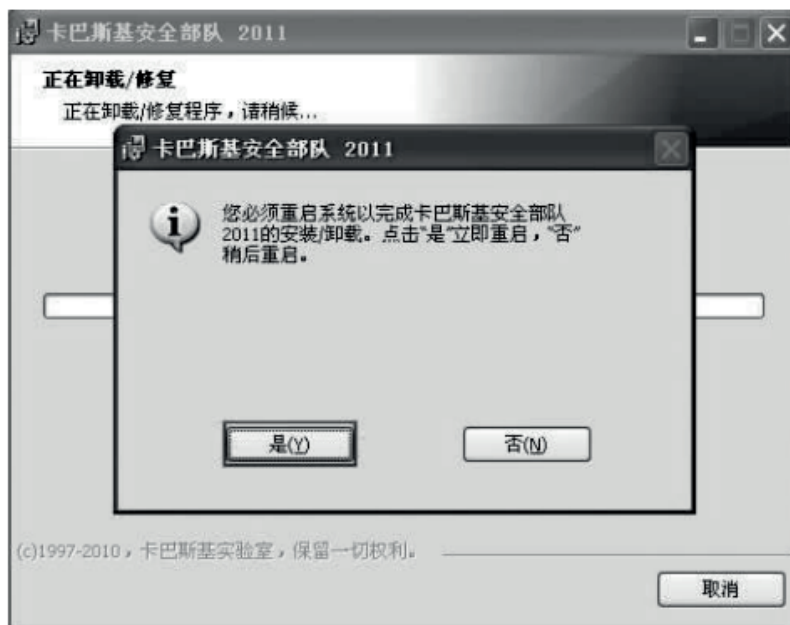 卡巴斯基安全部队 2011
正在卸载/修复
正在卸载/修复程序，请稍候...
卡巴斯基安全部队 2011
您必须重启系统以完成卡巴斯基安全部队
2011的安装/卸载。点击“是”立即重启，“否”
稍后重启。
是(Y)
否(N)
(c)1997-2010，卡巴斯基实验室，保留一切权利。
取消